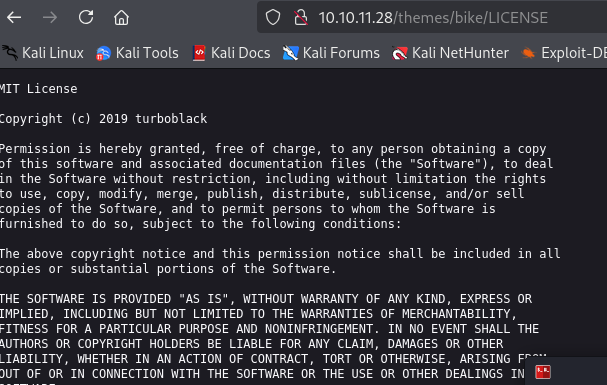 10.10.11.28/themes/bike/LICENSE
Kali Linux Kali Tools Kali Docs Kali Forums Kali NetHunter Exploit-DB
MIT License
Copyright (c) 2019 turboblack
Permission is hereby granted, free of charge, to any person obtaining a copy
of this software and associated documentation files (the "Software"), to deal
in the Software without restriction, including without limitation the rights
to use, copy, modify, merge, publish, distribute, sublicense, and/or sell
copies of the Software, and to permit persons to whom the Software is
furnished to do so, subject to the following conditions:
The above copyright notice and this permission notice shall be included in all
copies or substantial portions of the Software.
THE SOFTWARE IS PROVIDED "AS IS", WITHOUT WARRANTY OF ANY KIND, EXPRESS OR
IMPLIED, INCLUDING BUT NOT LIMITED TO THE WARRANTIES OF MERCHANTABILITY,
FITNESS FOR A PARTICULAR PURPOSE AND NONINFRINGEMENT. IN NO EVENT SHALL THE
AUTHORS OR COPYRIGHT HOLDERS BE LIABLE FOR ANY CLAIM, DAMAGES OR OTHER
LIABILITY, WHETHER IN AN ACTION OF CONTRACT, TORT OR OTHERWISE, ARISING FROM,
OUT OF OR IN CONNECTION WITH THE SOFTWARE OR THE USE OR OTHER DEALINGS IN